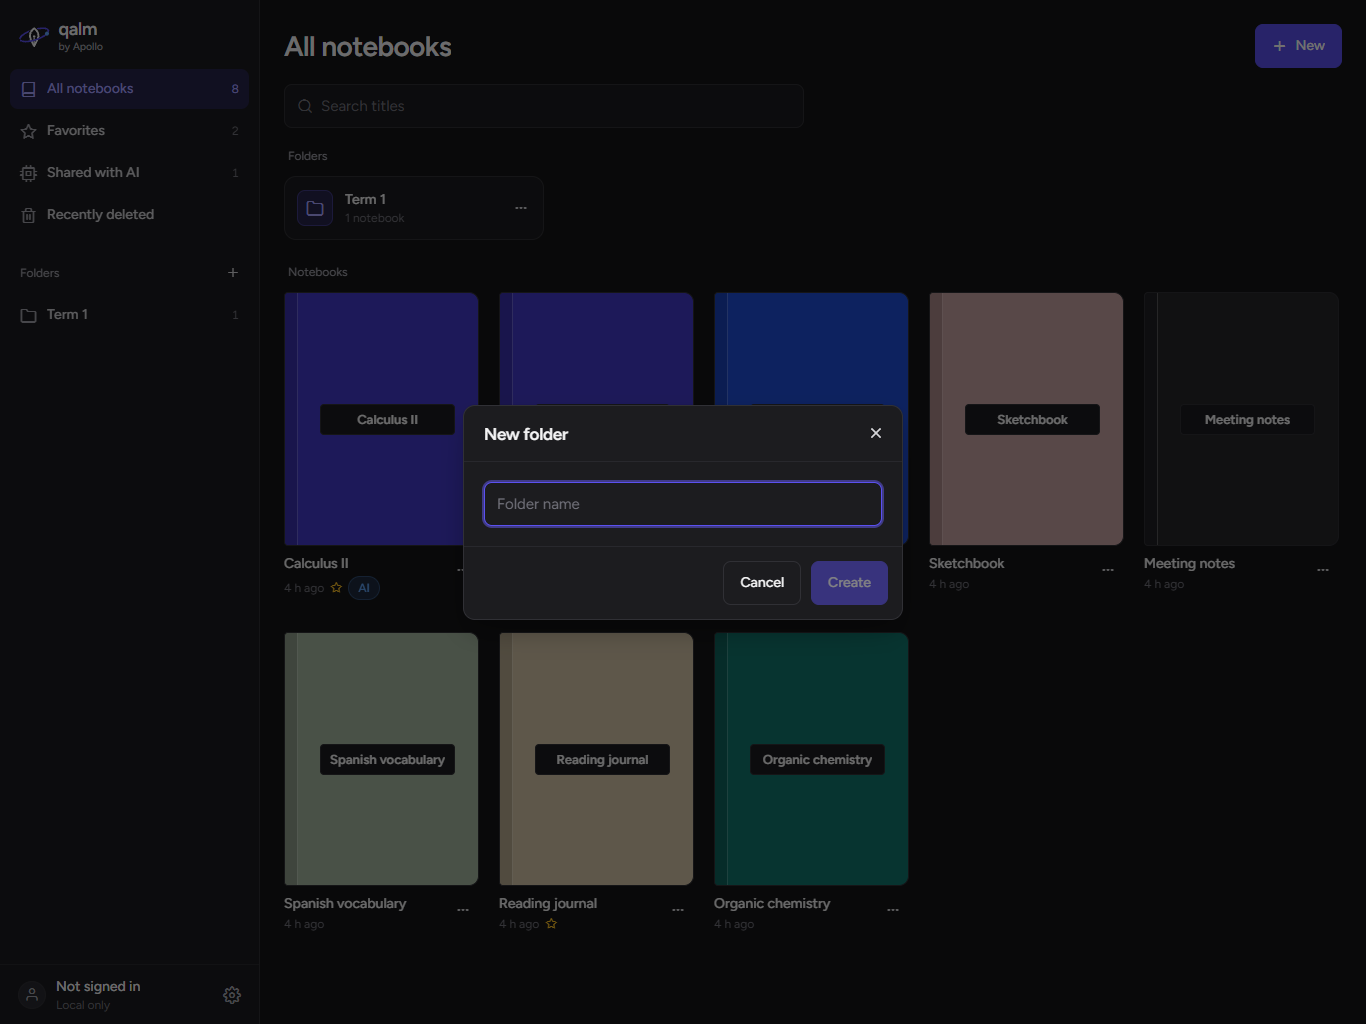 qalm
by Apollo
All notebooks 8
Favorites 2
Shared with AI 1
Recently deleted
Folders
Term 1 1
Not signed in
Local only
All notebooks
New
Search titles
Folders
Term 1
1 notebook
Notebooks
Calculus II
Sketchbook
Meeting notes
New folder
Folder name
Cancel
Create
Calculus II
4 h ago AI
Sketchbook
4 h ago
Meeting notes
4 h ago
Spanish vocabulary
Reading journal
Organic chemistry
Spanish vocabulary
4 h ago
Reading journal
4 h ago
Organic chemistry
4 h ago